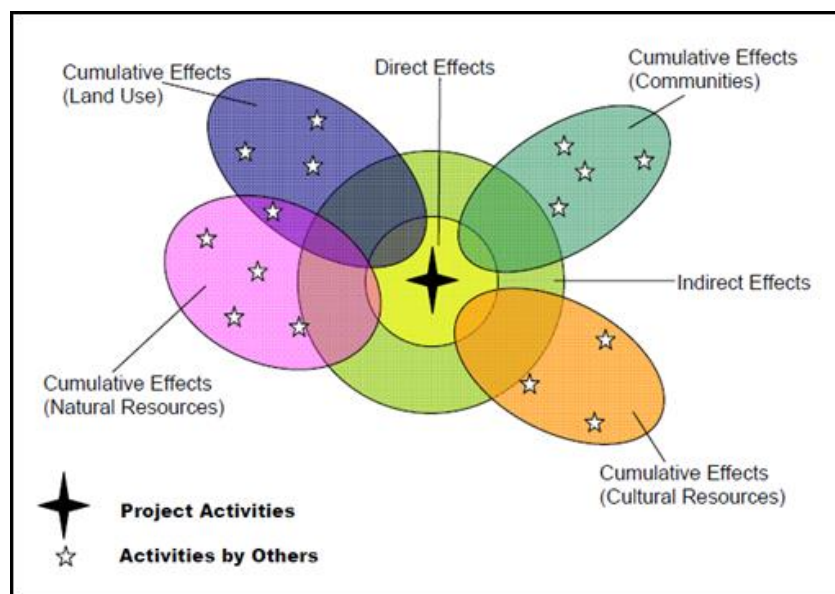 Cumulative Effects
(Land Use)
Direct Effects
Cumulative Effects
(Communities)
Indirect Effects
Cumulative Effects
(Natural Resources)
Cumulative Effects
(Cultural Resources)
Project Activities
Activities by Others